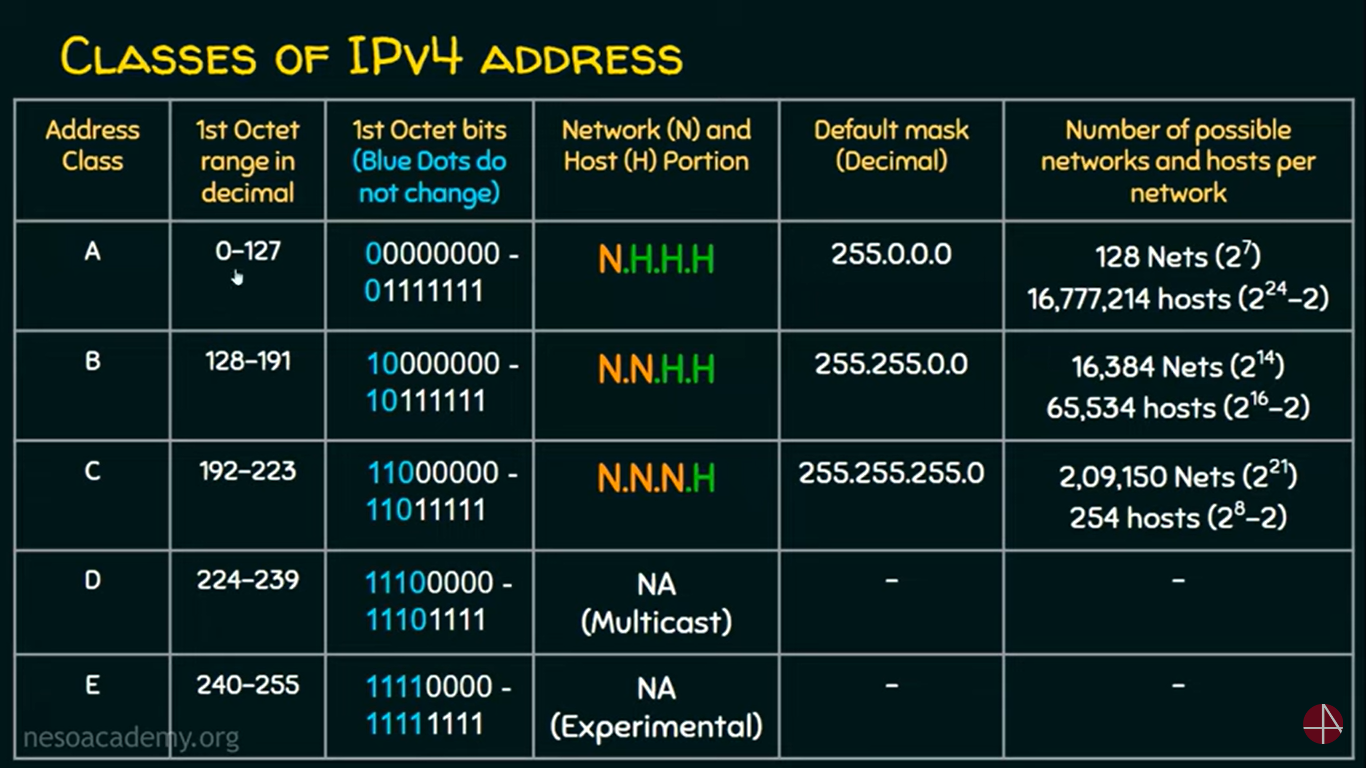 CLASSES OF IPV4 ADDRESS
Address Class
1st Octet range in decimal
1st Octet bits (Blue Dots do not change)
Network (N) and Host (H) Portion
Default mask (Decimal)
Number of possible networks and hosts per network
A
0-127
00000000 -
01111111
N.H.H.H
255.0.0.0
128 Nets (2⁷)
16,777,214 hosts (2²⁴-2)
B
128-191
10000000 -
10111111
N.N.H.H
255.255.0.0
16,384 Nets (2¹⁴)
65,534 hosts (2¹⁶-2)
C
192-223
11000000 -
11011111
N.N.N.H
255.255.255.0
2,09,150 Nets (2²¹)
254 hosts (2⁸-2)
D
224-239
11100000 -
11101111
NA
(Multicast)
-
-
E
240-255
11110000 -
11111111
NA
(Experimental)
-
-
nesoacademy.org